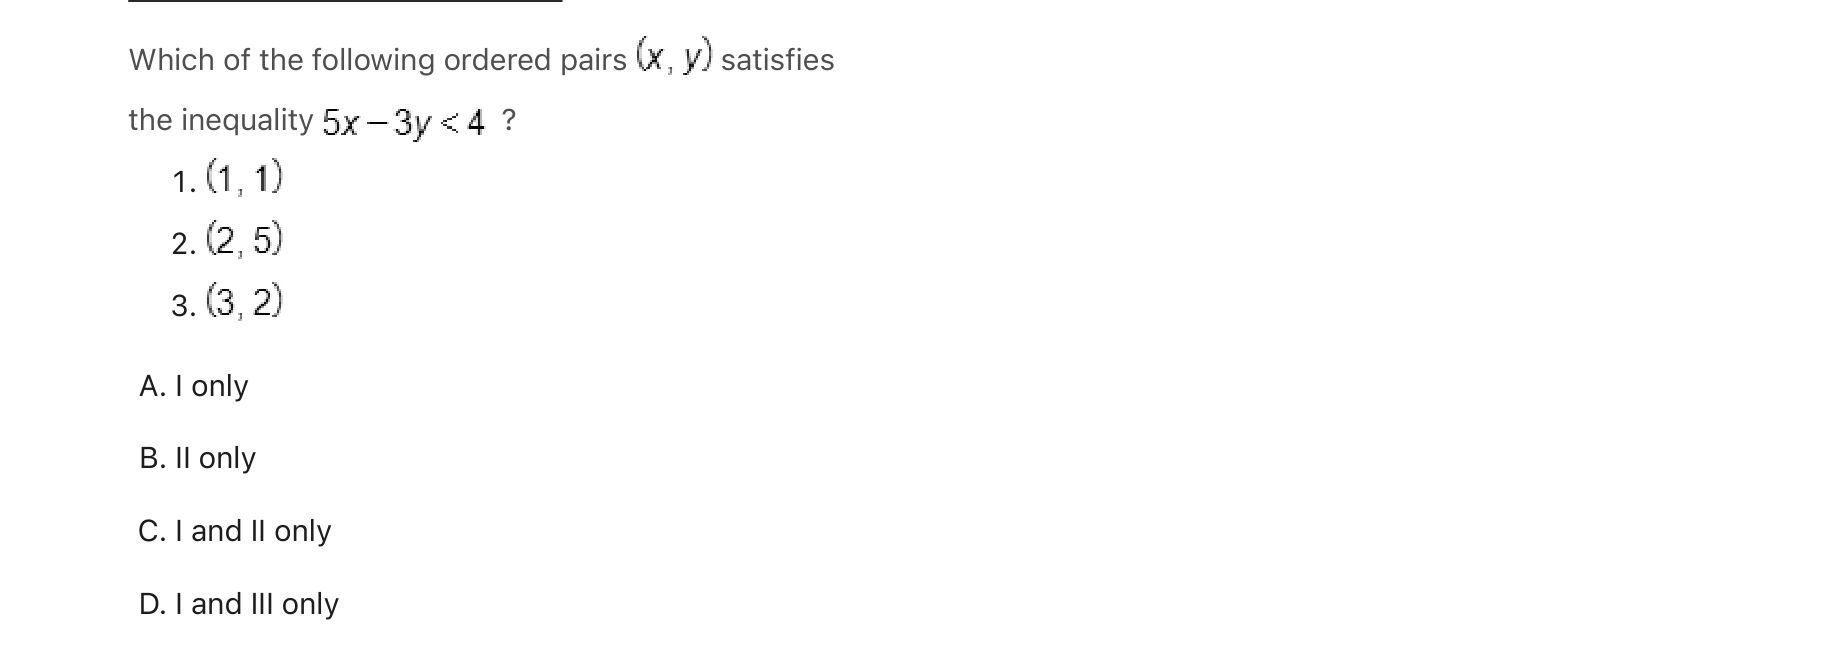 Which of the following ordered pairs (x, y) satisfies
the inequality 5x – 3y < 4 ?
1. (1, 1)
2. (2, 5)
3. (3, 2)
A. I only
B. II only
C. I and II only
D. I and III only